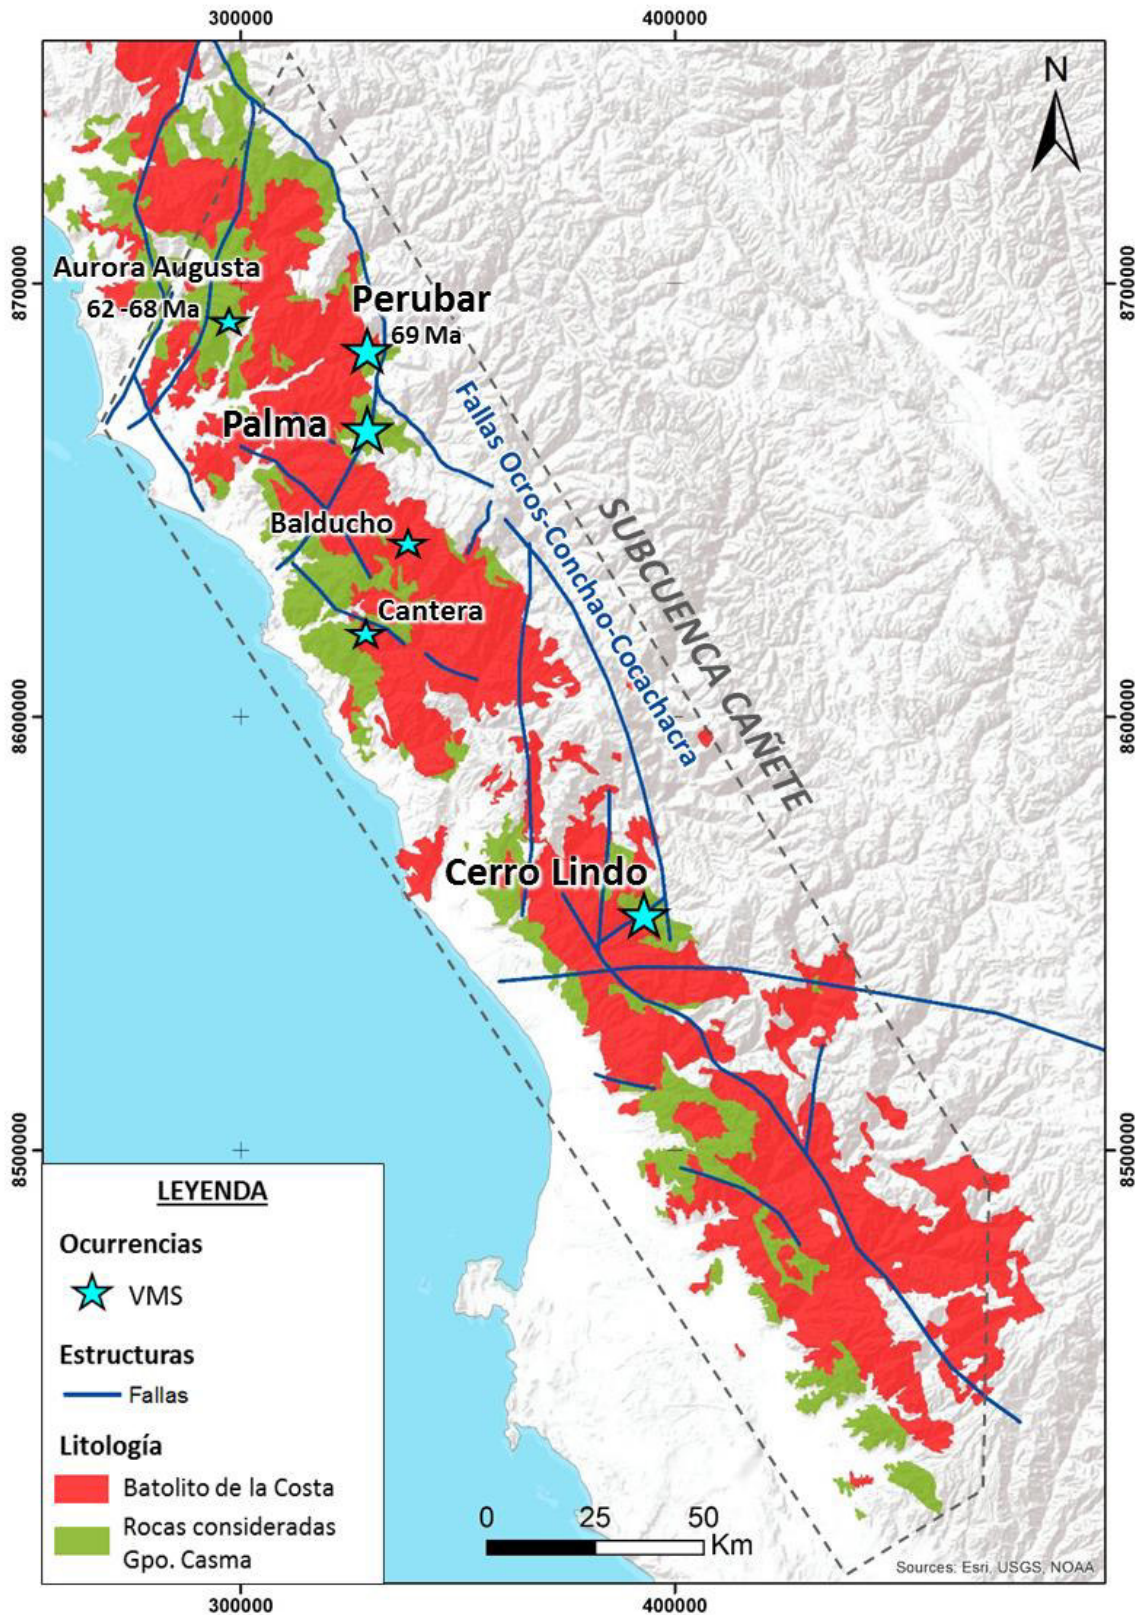 300000
400000
N
8700000
8700000
Aurora Augusta
62 -68 Ma
Perubar
69 Ma
Palma
Fallas Ocros-Conchao-Cocachacra
SUBCUENCA CAÑETE
Balducho
Cantera
8600000
8600000
Cerro Lindo
8500000
8500000
LEYENDA
Ocurrencias
VMS
Estructuras
Fallas
Litología
Batolito de la Costa
Rocas consideradas
Gpo. Casma
0 25 50
Km
Sources: Esri, USGS, NOAA
300000
400000